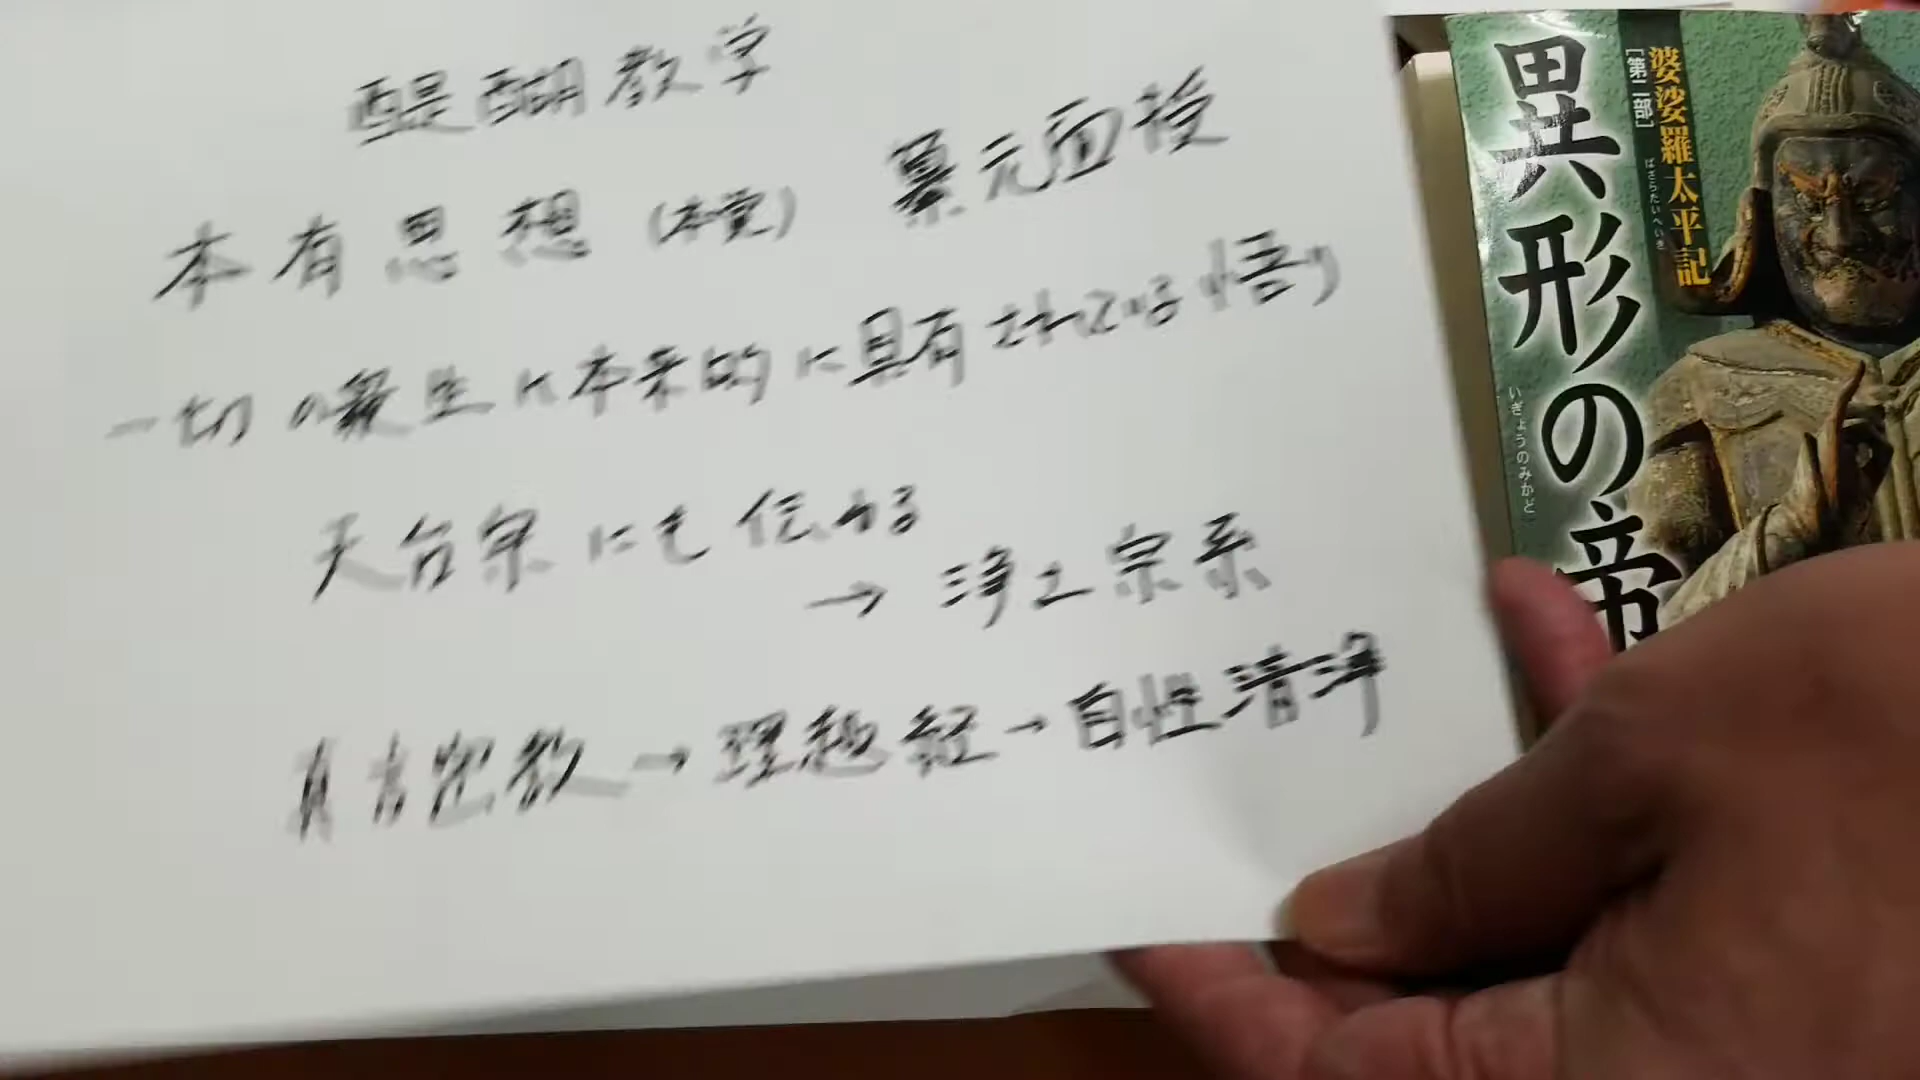 醍醐教学
本有思想(本覚) 冥元面授
一切の衆生に本来的に具有されている悟り
天台宗にも伝わる
→浄土宗系
真言密教→理趣経→自性清浄
婆娑羅太平記
ばさらたいへいき
[第二部]
異形の帝
いぎょうのみかど